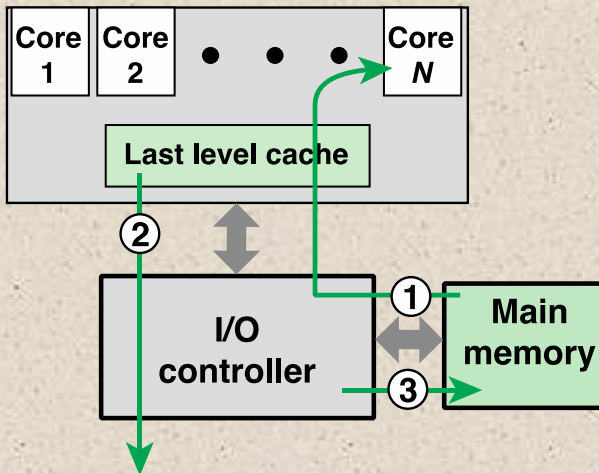 Core
1
Core
2
Core
N
Last level cache
2
1
I/O
controller
Main
memory
3